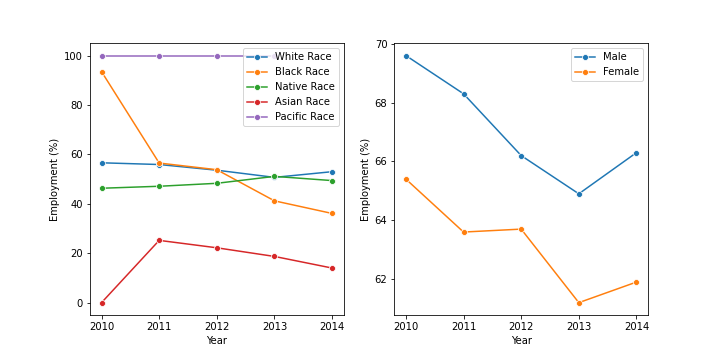 100
80
60
40
20
0
Employment (%)
2010 2011 2012 2013 2014
Year
White Race
Black Race
Native Race
Asian Race
Pacific Race
70
68
66
64
62
Employment (%)
2010 2011 2012 2013 2014
Year
Male
Female